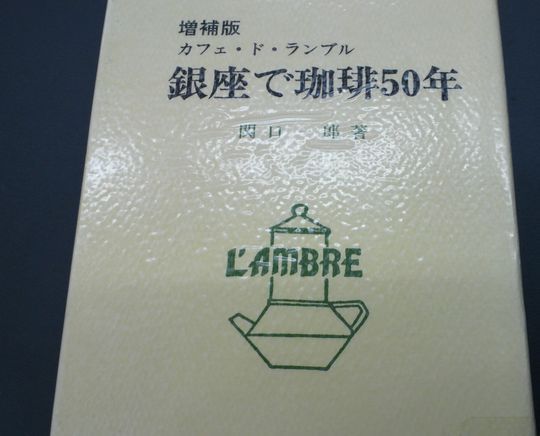 増補版
カフェ・ド・ランブル
銀座で珈琲50年
関口一郎著
L'AMBRE